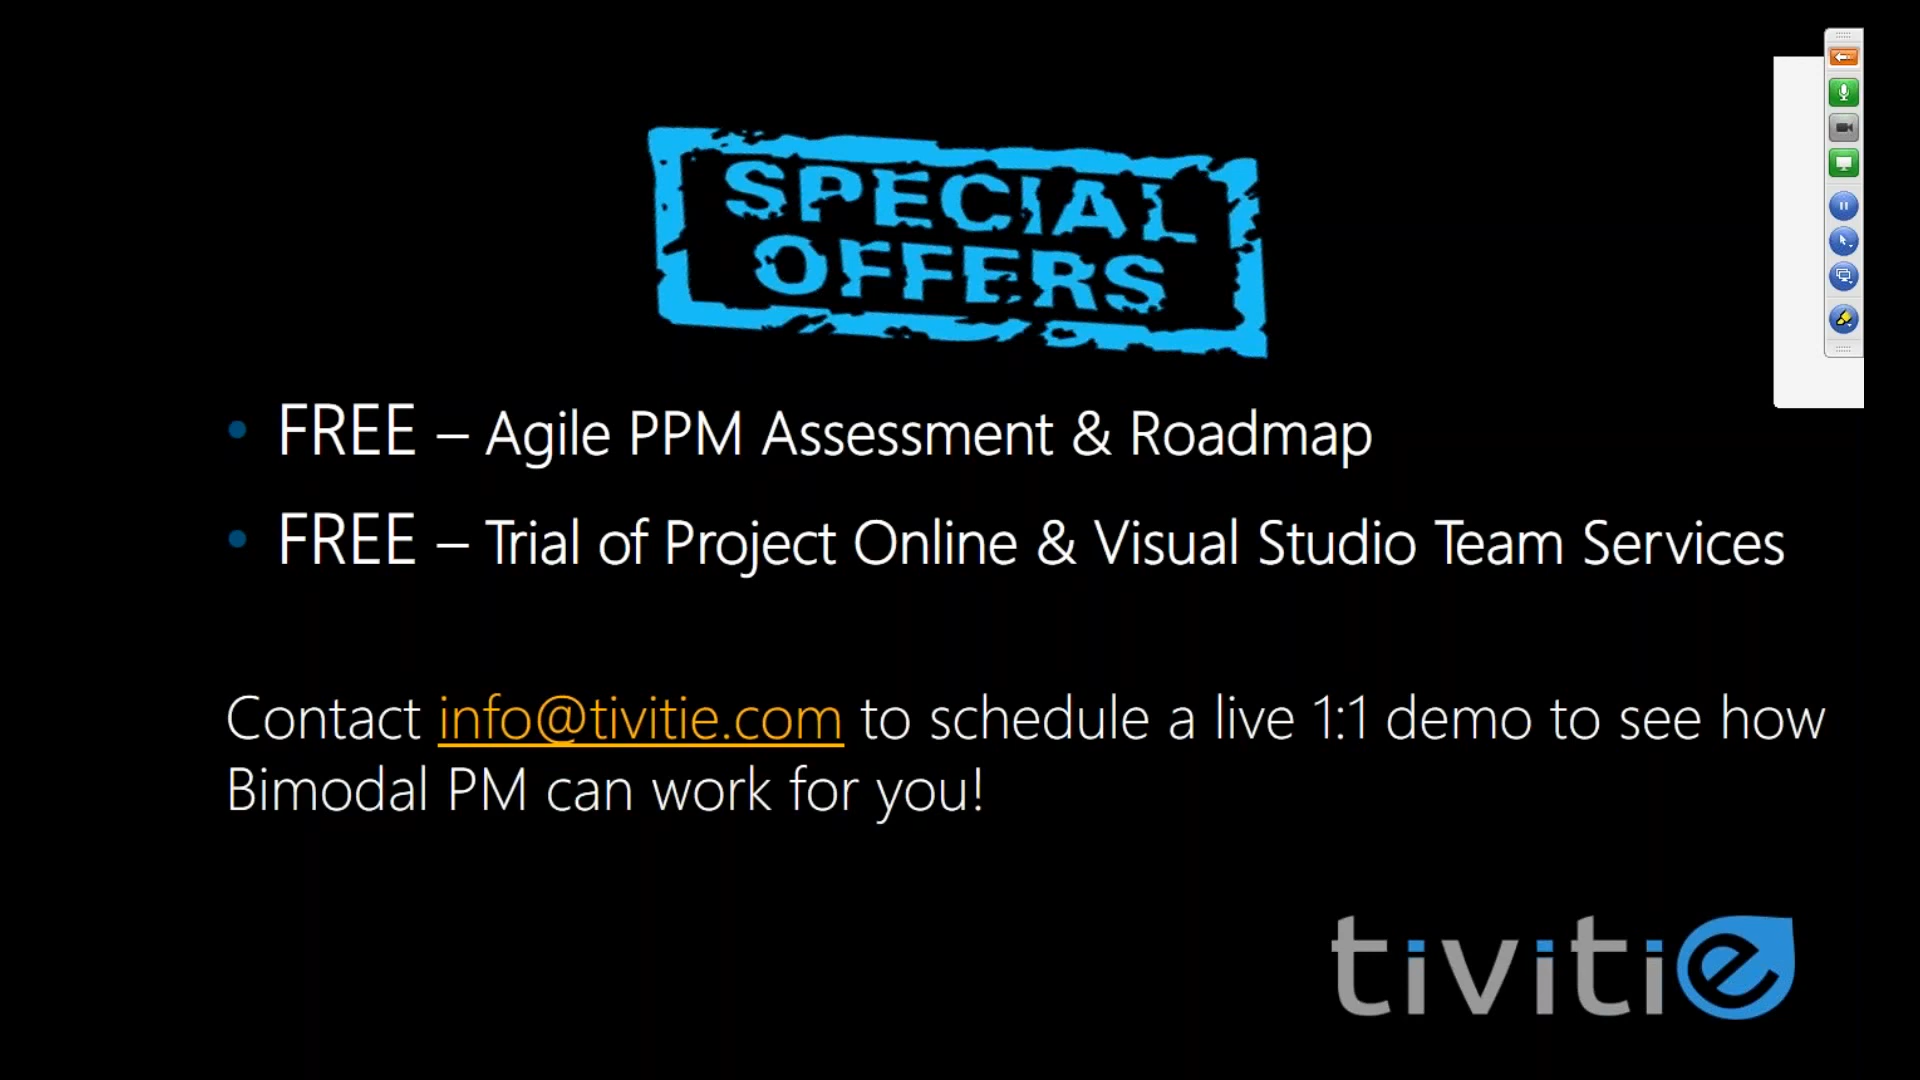 SPECIAL
OFFERS
• FREE – Agile PPM Assessment & Roadmap
• FREE – Trial of Project Online & Visual Studio Team Services
Contact info@tivitie.com to schedule a live 1:1 demo to see how
Bimodal PM can work for you!
tivitie